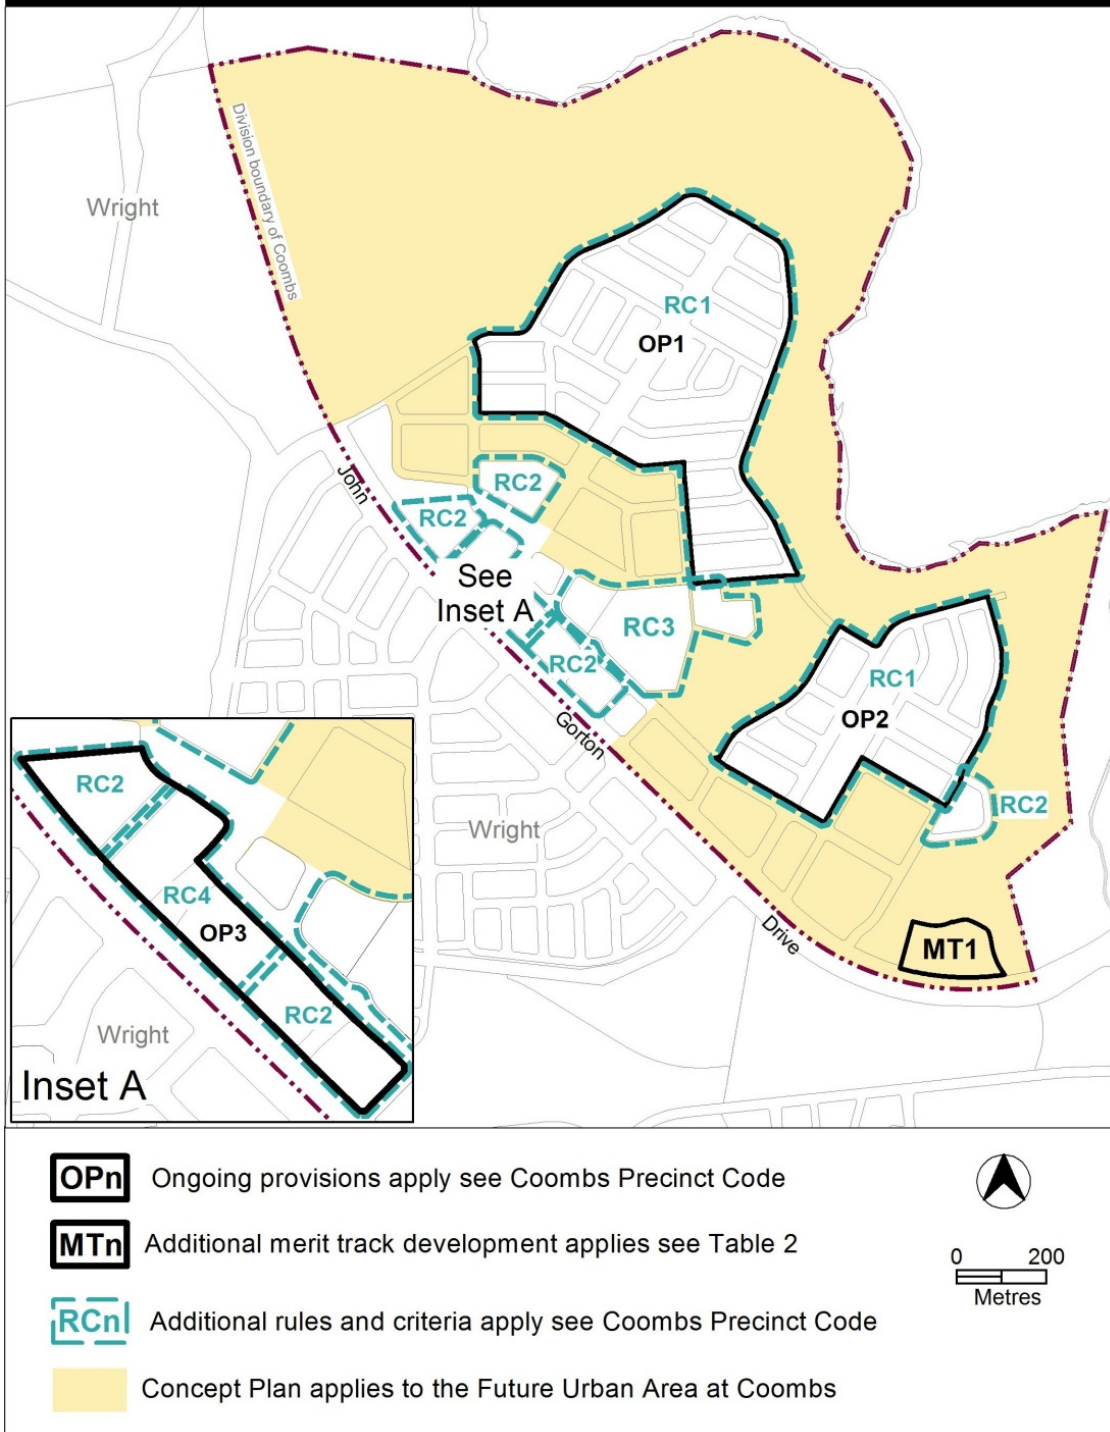 Division boundary of Coombs
Wright
RC1
OP1
RC2
RC2
John
See
Inset A
RC3
RC2
RC1
OP2
Gorton
RC2
Wright
Drive
MT1
RC2
RC4
OP3
RC2
Wright
Inset A
OPn Ongoing provisions apply see Coombs Precinct Code
MTn Additional merit track development applies see Table 2
RCn Additional rules and criteria apply see Coombs Precinct Code
Concept Plan applies to the Future Urban Area at Coombs
0 200
Metres